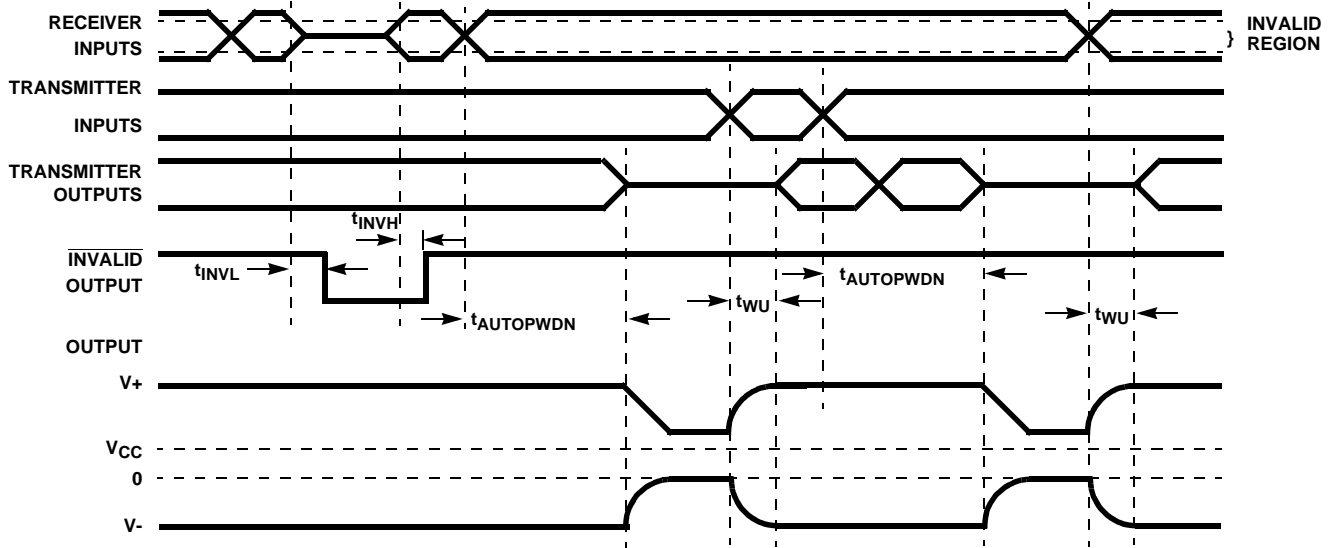 RECEIVER
INPUTS
} INVALID
REGION
TRANSMITTER
INPUTS
TRANSMITTER
OUTPUTS
tINVH
INVALID
OUTPUT
tINVL
tAUTOPWDN
tWU
tAUTOPWDN
tWU
OUTPUT
V+
VCC
0
V-